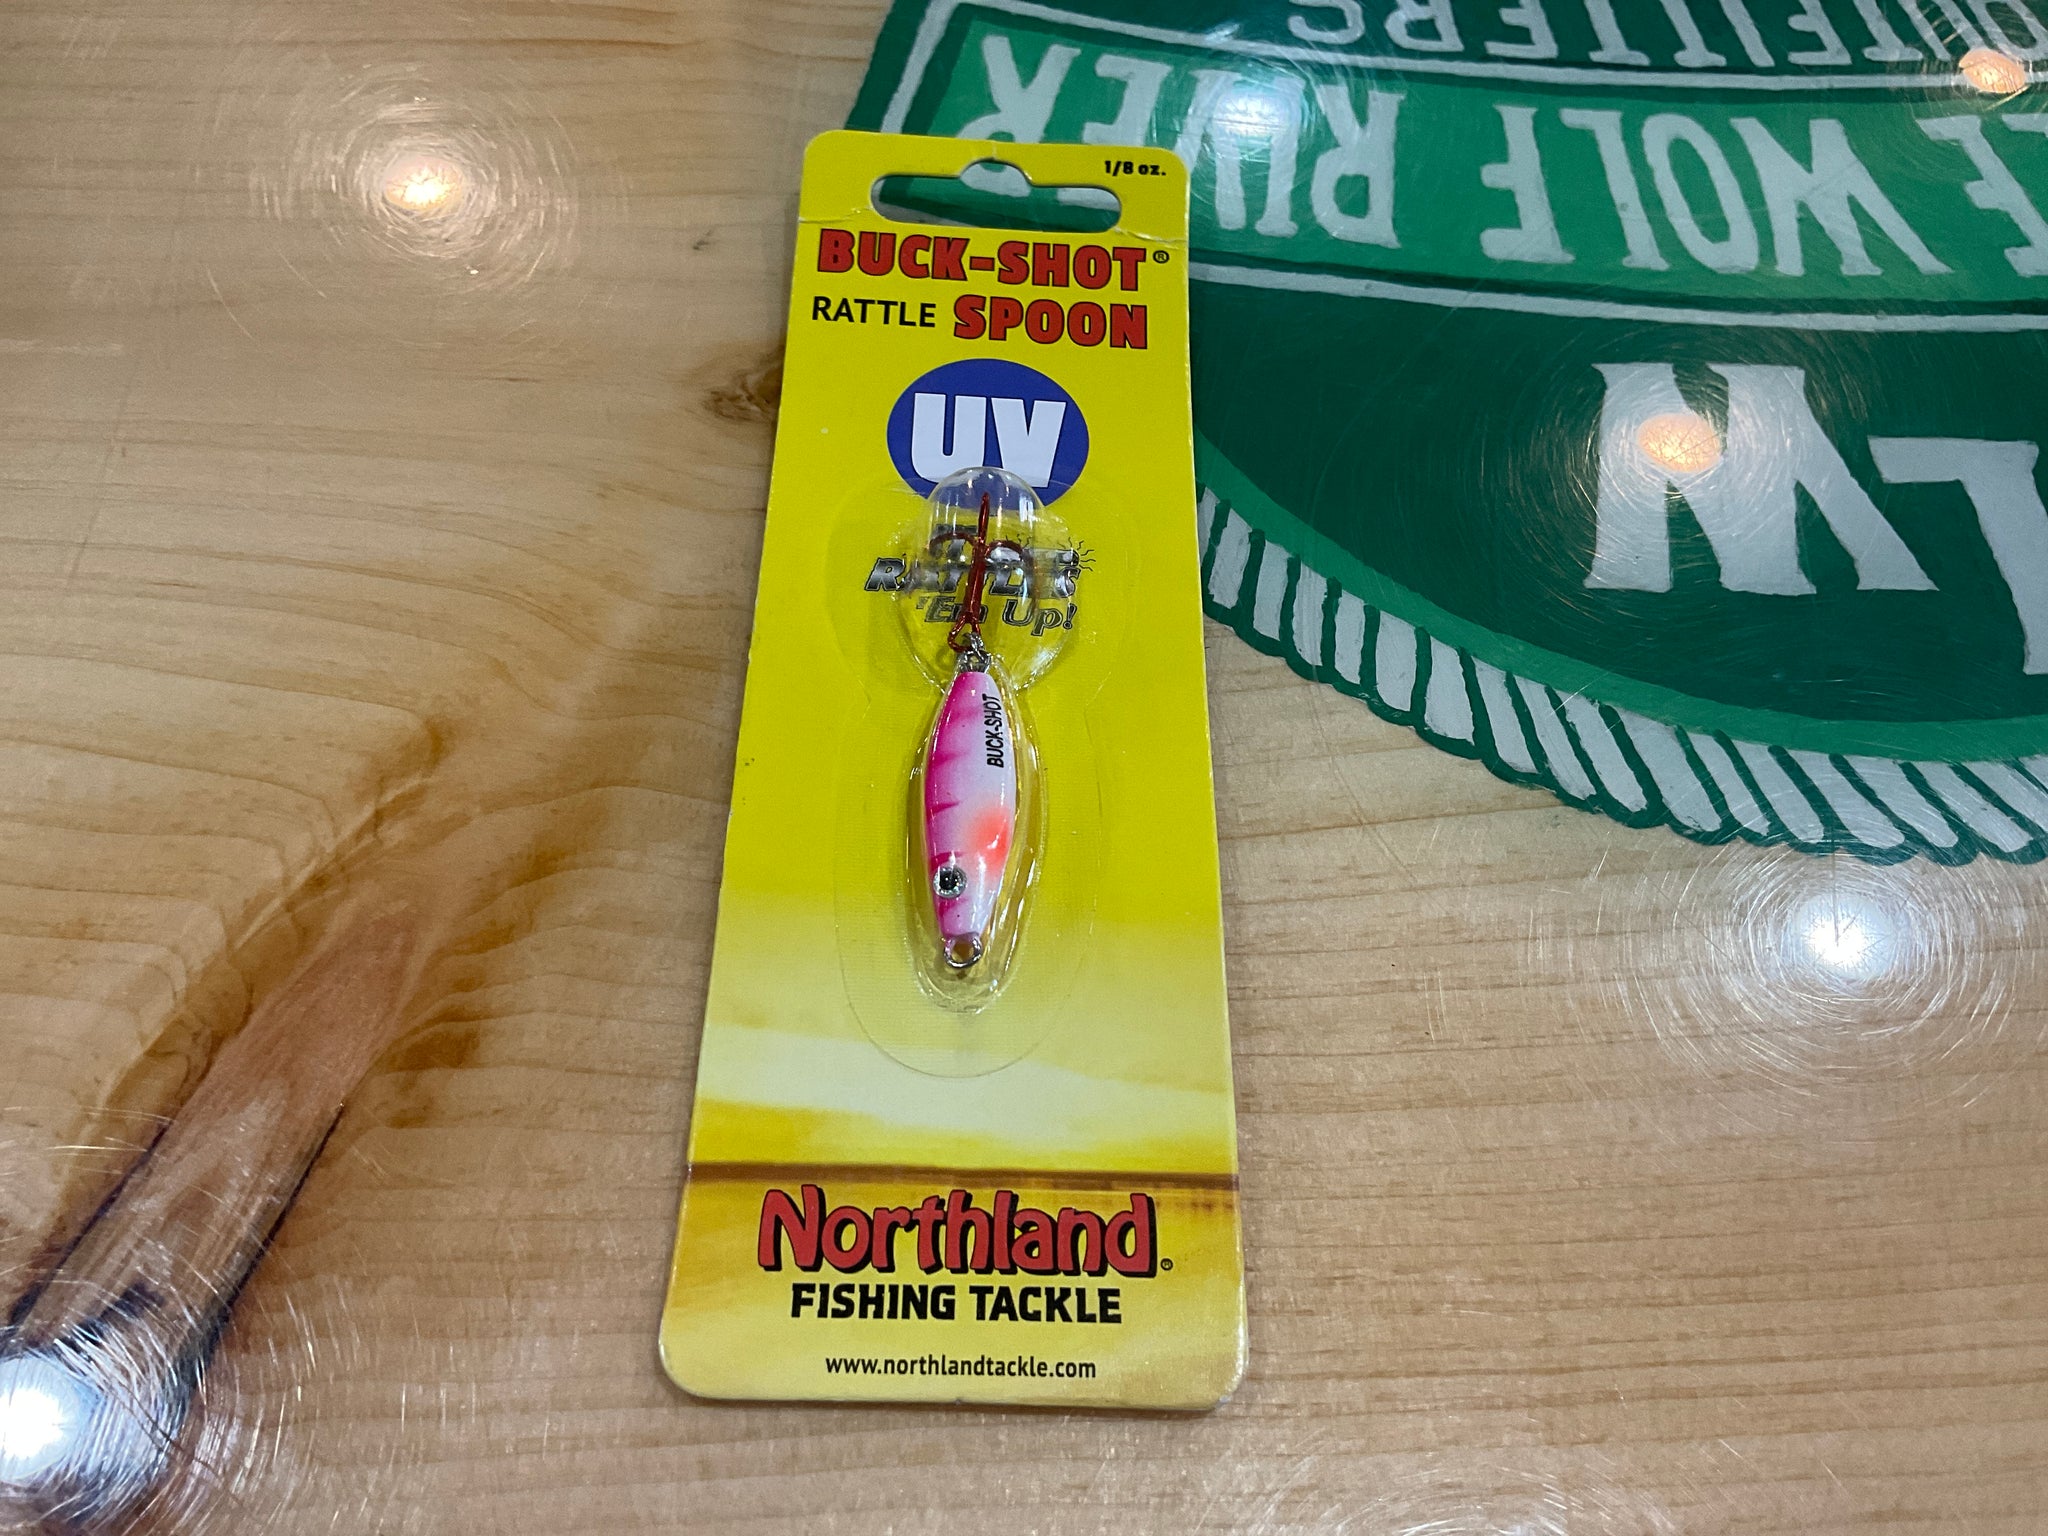 1/8 oz.
BUCK-SHOT®
RATTLE SPOON
UV
RATTLES
'Em Up!
BUCK-SHOT
Northland®
FISHING TACKLE
www.northlandtackle.com
WOLF RIVER